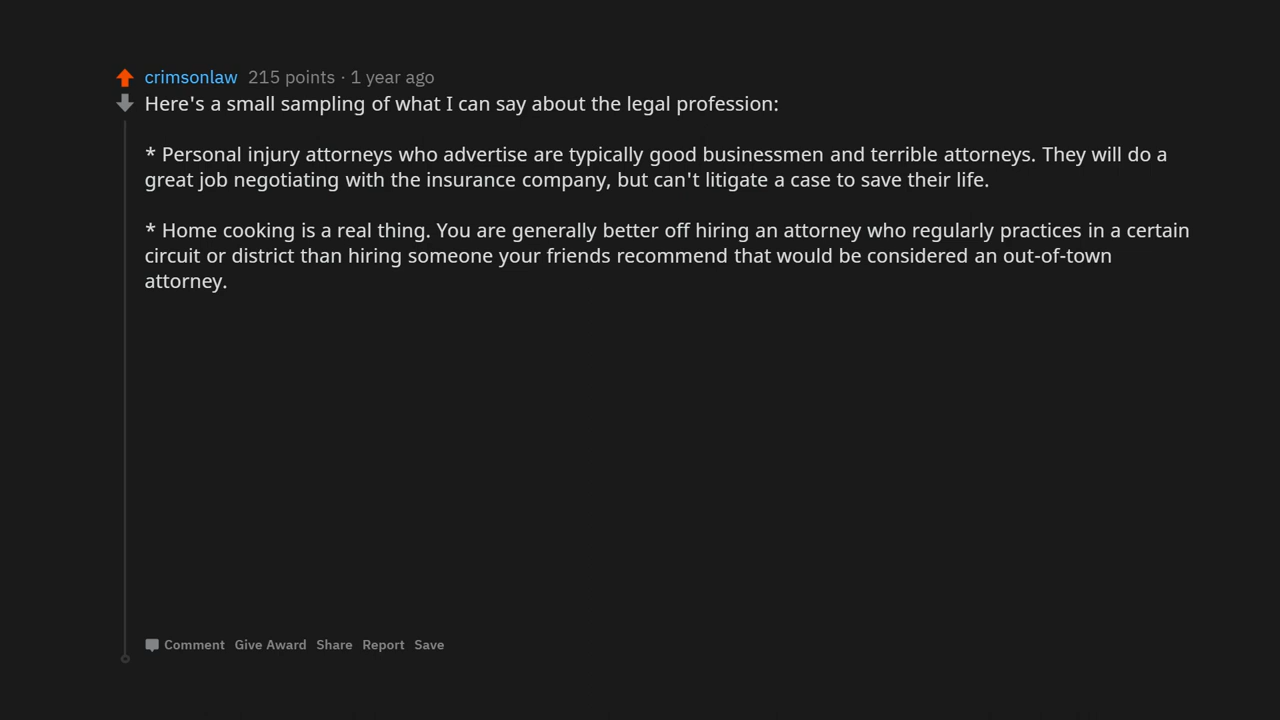 crimsonlaw 215 points · 1 year ago
Here's a small sampling of what I can say about the legal profession:
* Personal injury attorneys who advertise are typically good businessmen and terrible attorneys. They will do a
great job negotiating with the insurance company, but can't litigate a case to save their life.
* Home cooking is a real thing. You are generally better off hiring an attorney who regularly practices in a certain
circuit or district than hiring someone your friends recommend that would be considered an out-of-town
attorney.
Comment Give Award Share Report Save